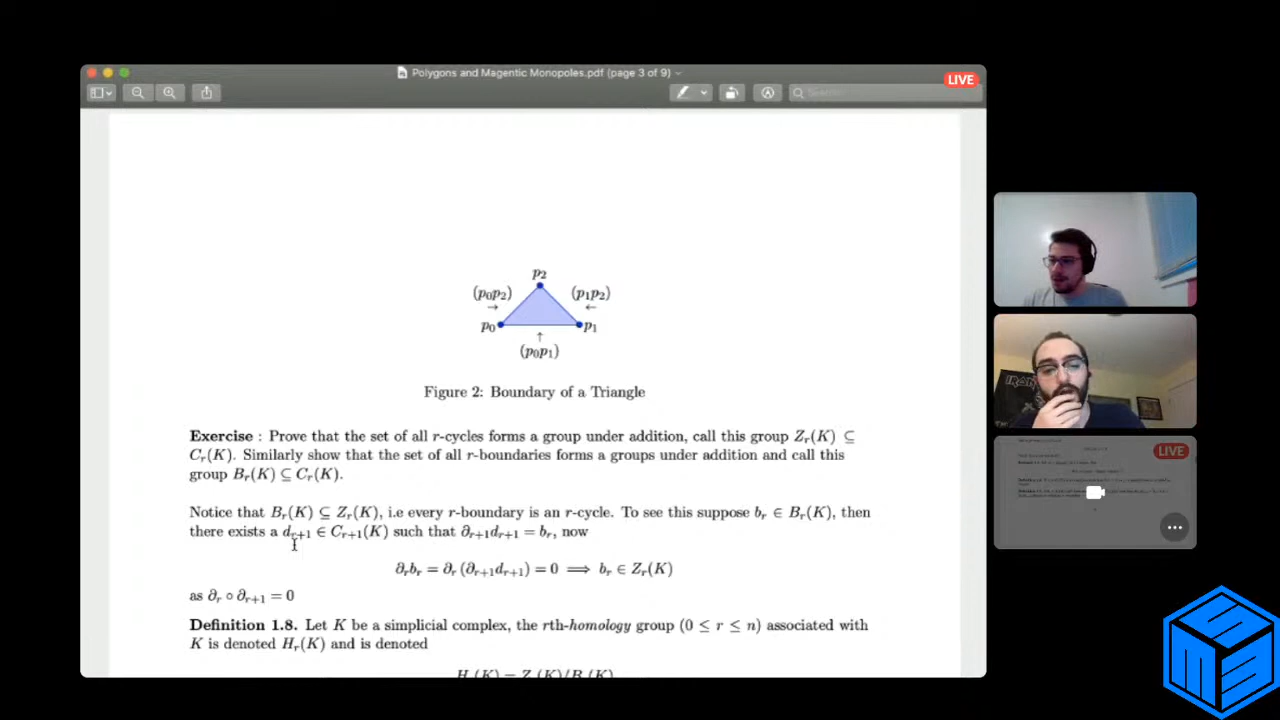 Polygons and Magentic Monopoles.pdf (page 3 of 9)
LIVE
Search
p₂
(p₀p₂) (p₁p₂)
→ ←
p₀ p₁
↑
(p₀p₁)
Figure 2: Boundary of a Triangle
Exercise : Prove that the set of all r-cycles forms a group under addition, call this group Zᵣ(K) ⊆
Cᵣ(K). Similarly show that the set of all r-boundaries forms a groups under addition and call this
group Bᵣ(K) ⊆ Cᵣ(K).
Notice that Bᵣ(K) ⊆ Zᵣ(K), i.e every r-boundary is an r-cycle. To see this suppose bᵣ ∈ Bᵣ(K), then
there exists a dᵣ₊₁ ∈ Cᵣ₊₁(K) such that ∂ᵣ₊₁dᵣ₊₁ = bᵣ, now
∂ᵣbᵣ = ∂ᵣ (∂ᵣ₊₁dᵣ₊₁) = 0 ⟹ bᵣ ∈ Zᵣ(K)
as ∂ᵣ ∘ ∂ᵣ₊₁ = 0
Definition 1.8. Let K be a simplicial complex, the rth-homology group (0 ≤ r ≤ n) associated with
K is denoted Hᵣ(K) and is denoted
Hᵣ(K) = Zᵣ(K)/Bᵣ(K)
IRON
LIVE